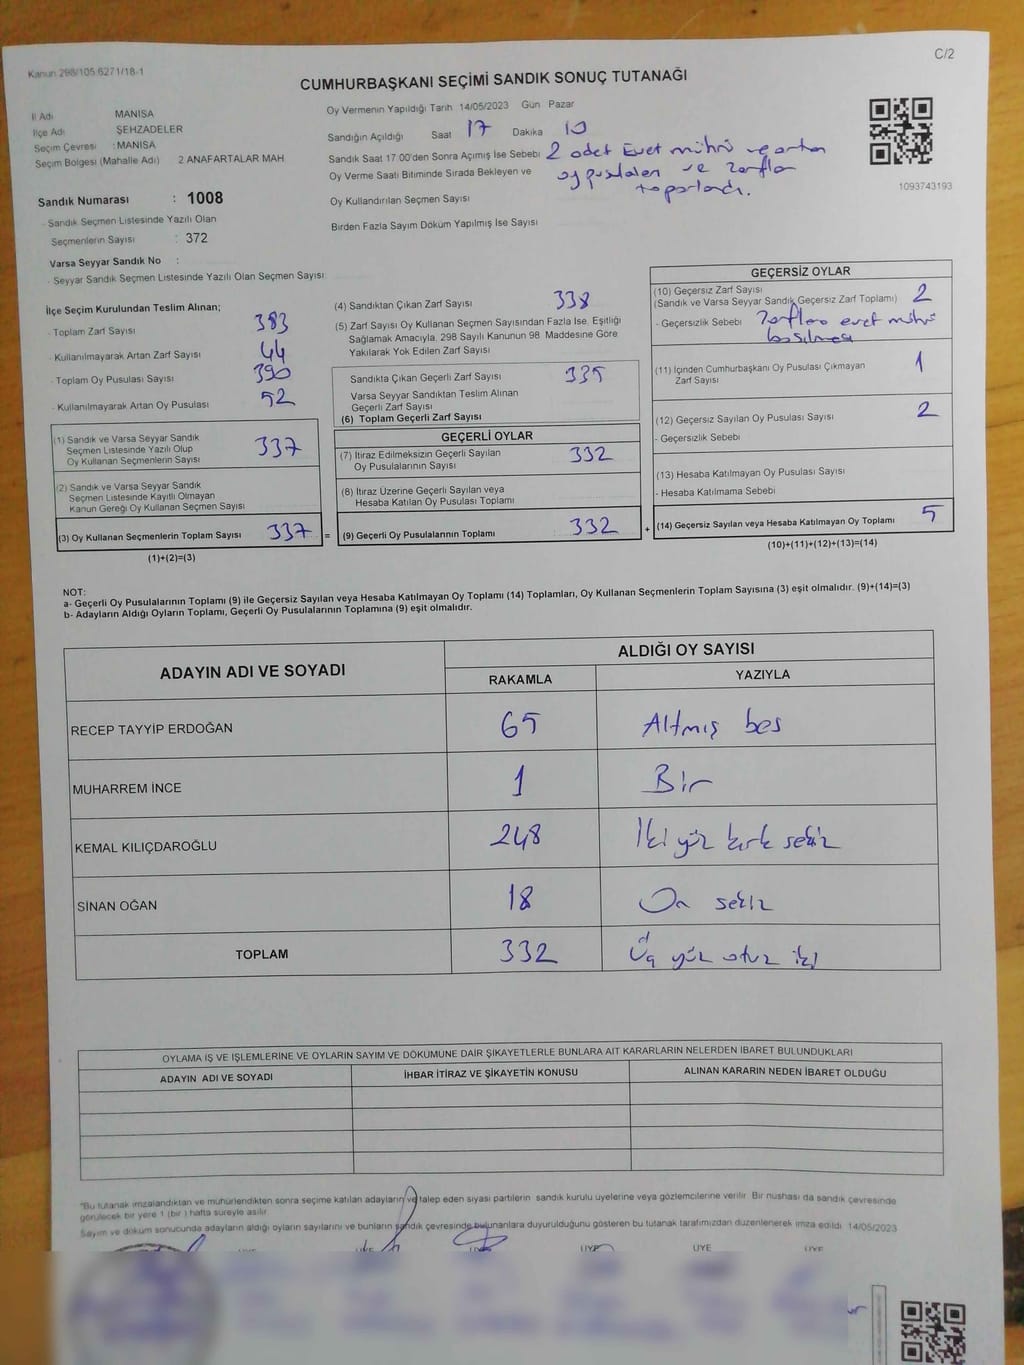 Kanun 298/105 6271/18-1
C/2
CUMHURBAŞKANI SEÇİMİ SANDIK SONUÇ TUTANAĞI
İl Adı MANİSA
İlçe Adı ŞEHZADELER
Seçim Çevresi : MANİSA
Seçim Bölgesi (Mahalle Adı) 2 ANAFARTALAR MAH
Sandık Numarası : 1008
- Sandık Seçmen Listesinde Yazılı Olan
Seçmenlerin Sayısı : 372
Varsa Seyyar Sandık No :
- Seyyar Sandık Seçmen Listesinde Yazılı Olan Seçmen Sayısı
Oy Vermenin Yapıldığı Tarih 14/05/2023 Gün Pazar
Sandığın Açıldığı Saat 17 Dakika 10
Sandık Saat 17:00'den Sonra Açılmış İse Sebebi 2 adet Evet mührü ve artan
Oy Verme Saati Bitiminde Sırada Bekleyen ve oy pusulaları ve zarflar
toparlandı.
Oy Kullandırılan Seçmen Sayısı
Birden Fazla Sayım Döküm Yapılmış İse Sayısı
1093743193
İlçe Seçim Kurulundan Teslim Alınan;
- Toplam Zarf Sayısı 383
- Kullanılmayarak Artan Zarf Sayısı 44
- Toplam Oy Pusulası Sayısı 390
- Kullanılmayarak Artan Oy Pusulası 52
(1) Sandık ve Varsa Seyyar Sandık
Seçmen Listesinde Yazılı Olup
Oy Kullanan Seçmenlerin Sayısı 337
(2) Sandık ve Varsa Seyyar Sandık
Seçmen Listesinde Kayıtlı Olmayan
Kanun Gereği Oy Kullanan Seçmen Sayısı
(3) Oy Kullanan Seçmenlerin Toplam Sayısı 337 =
(1)+(2)=(3)
(4) Sandıktan Çıkan Zarf Sayısı 338
(5) Zarf Sayısı Oy Kullanan Seçmen Sayısından Fazla İse, Eşitliği
Sağlamak Amacıyla, 298 Sayılı Kanunun 98. Maddesine Göre
Yakılarak Yok Edilen Zarf Sayısı
Sandıkta Çıkan Geçerli Zarf Sayısı 335
Varsa Seyyar Sandıktan Teslim Alınan
Geçerli Zarf Sayısı
(6) Toplam Geçerli Zarf Sayısı
GEÇERLİ OYLAR
(7) İtiraz Edilmeksizin Geçerli Sayılan
Oy Pusulalarının Sayısı 332
(8) İtiraz Üzerine Geçerli Sayılan veya
Hesaba Katılan Oy Pusulası Toplamı
(9) Geçerli Oy Pusulalarının Toplamı 332 +
GEÇERSİZ OYLAR
(10) Geçersiz Zarf Sayısı
(Sandık ve Varsa Seyyar Sandık Geçersiz Zarf Toplamı) 2
- Geçersizlik Sebebi Zarflara evet mührü
basılması
(11) İçinden Cumhurbaşkanı Oy Pusulası Çıkmayan
Zarf Sayısı 1
(12) Geçersiz Sayılan Oy Pusulası Sayısı 2
- Geçersizlik Sebebi
(13) Hesaba Katılmayan Oy Pusulası Sayısı
- Hesaba Katılmama Sebebi
(14) Geçersiz Sayılan veya Hesaba Katılmayan Oy Toplamı 5
(10)+(11)+(12)+(13)=(14)
NOT:
a- Geçerli Oy Pusulalarının Toplamı (9) ile Geçersiz Sayılan veya Hesaba Katılmayan Oy Toplamı (14) Toplamları, Oy Kullanan Seçmenlerin Toplam Sayısına (3) eşit olmalıdır. (9)+(14)=(3)
b- Adayların Aldığı Oyların Toplamı, Geçerli Oy Pusulalarının Toplamına (9) eşit olmalıdır.
ADAYIN ADI VE SOYADI
ALDIĞI OY SAYISI
RAKAMLA YAZIYLA
RECEP TAYYİP ERDOĞAN 65 Altmış beş
MUHARREM İNCE 1 Bir
KEMAL KILIÇDAROĞLU 248 İki yüz kırk sekiz
SİNAN OĞAN 18 On sekiz
TOPLAM 332 Üç yüz otuz iki
OYLAMA İŞ VE İŞLEMLERİNE VE OYLARIN SAYIM VE DÖKÜMÜNE DAİR ŞİKAYETLERLE BUNLARA AİT KARARLARIN NELERDEN İBARET BULUNDUKLARI
ADAYIN ADI VE SOYADI İHBAR İTİRAZ VE ŞİKAYETİN KONUSU ALINAN KARARIN NEDEN İBARET OLDUĞU
*Bu tutanak imzalandıktan ve mühürlendikten sonra seçime katılan adayların ve talep eden siyasi partilerin sandık kurulu üyelerine veya gözlemcilerine verilir. Bir nüshası da sandık çevresinde
görülecek bir yere 1 (bir) hafta süreyle asılır.
Sayım ve döküm sonucunda adayların aldığı oyların sayılarını ve bunların sandık çevresinde bulunanlara duyurulduğunu gösteren bu tutanak tarafımızdan düzenlenerek imza edildi. 14/05/2023
ÜYE ÜYE ÜYE